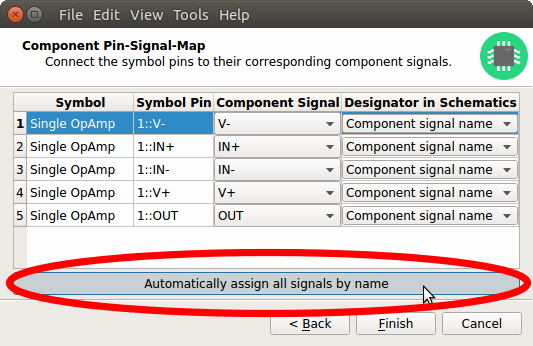 File Edit View Tools Help
Component Pin-Signal-Map
Connect the symbol pins to their corresponding component signals.
Symbol Symbol Pin Component Signal Designator in Schematics
1 Single OpAmp 1::V- V- Component signal name
2 Single OpAmp 1::IN+ IN+ Component signal name
3 Single OpAmp 1::IN- IN- Component signal name
4 Single OpAmp 1::V+ V+ Component signal name
5 Single OpAmp 1::OUT OUT Component signal name
Automatically assign all signals by name
< Back Finish Cancel